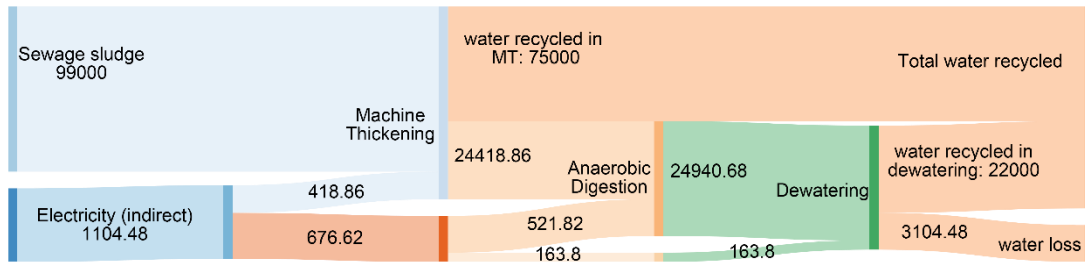 Sewage sludge
99000
Electricity (indirect)
1104.48
418.86
676.62
Machine
Thickening
water recycled in
MT: 75000
24418.86
521.82
163.8
Anaerobic
Digestion
24940.68
163.8
Dewatering
Total water recycled
water recycled in
dewatering: 22000
3104.48
water loss